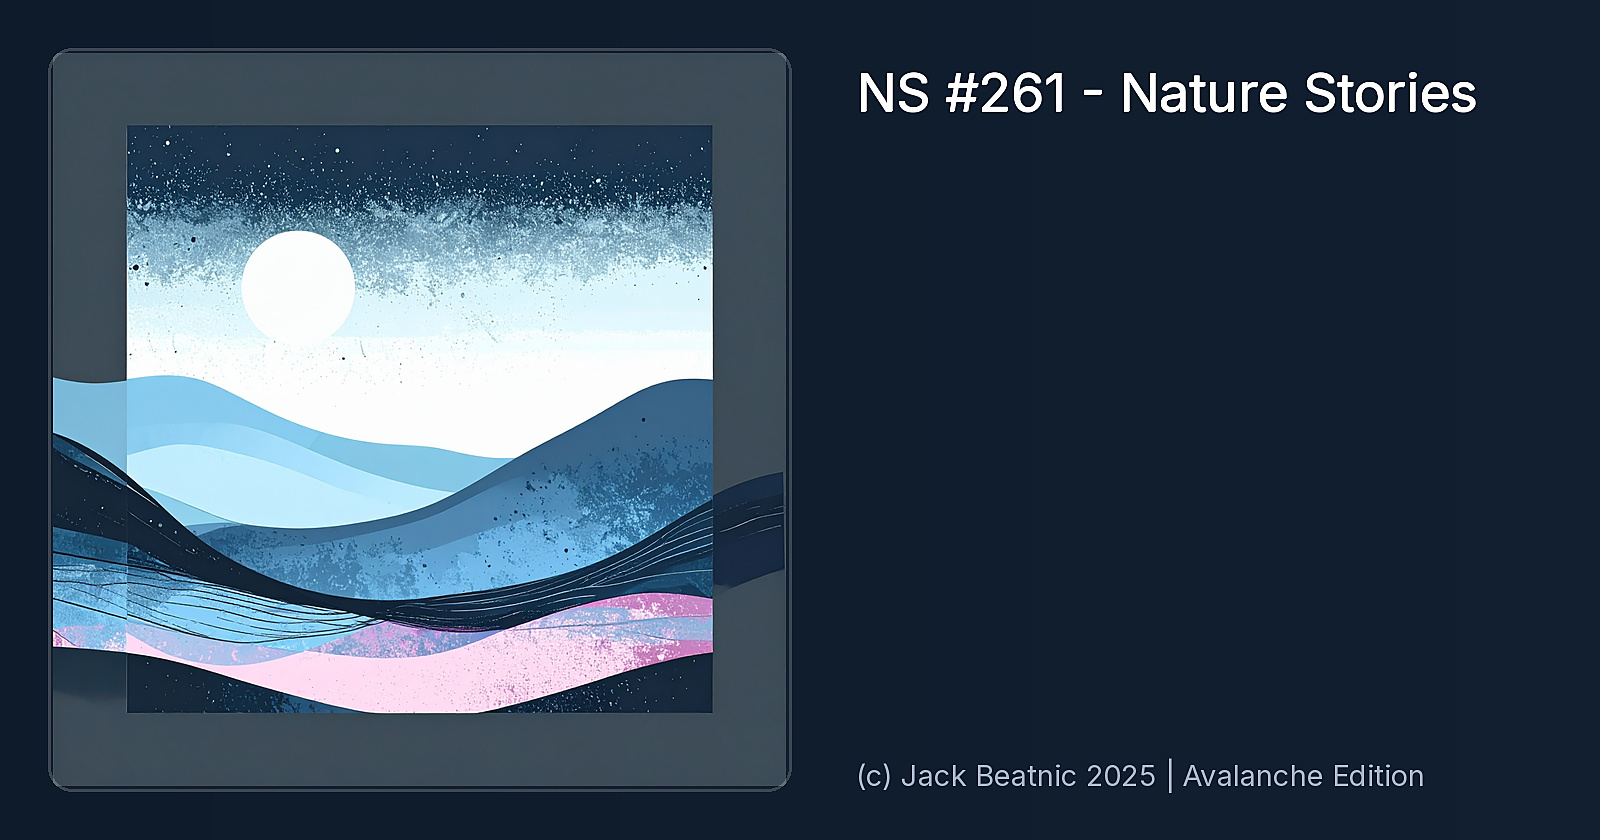 NS #261 - Nature Stories
(c) Jack Beatnic 2025 | Avalanche Edition